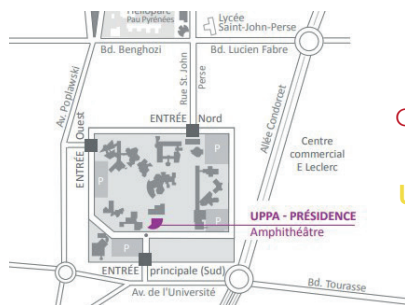 Hélioparc
Pau Pyrénées
Lycée
Saint-John-Perse
Bd. Benghozi
Bd. Lucien Fabre
Av. Poplawski
Rue St. John
Perse
Allée Condorcet
ENTRÉE Nord
ENTRÉE Ouest
P
P
P
P
Centre
commercial
E Leclerc
UPPA - PRÉSIDENCE
Amphithéâtre
ENTRÉE principale (Sud)
Av. de l'Université
Bd. Tourasse